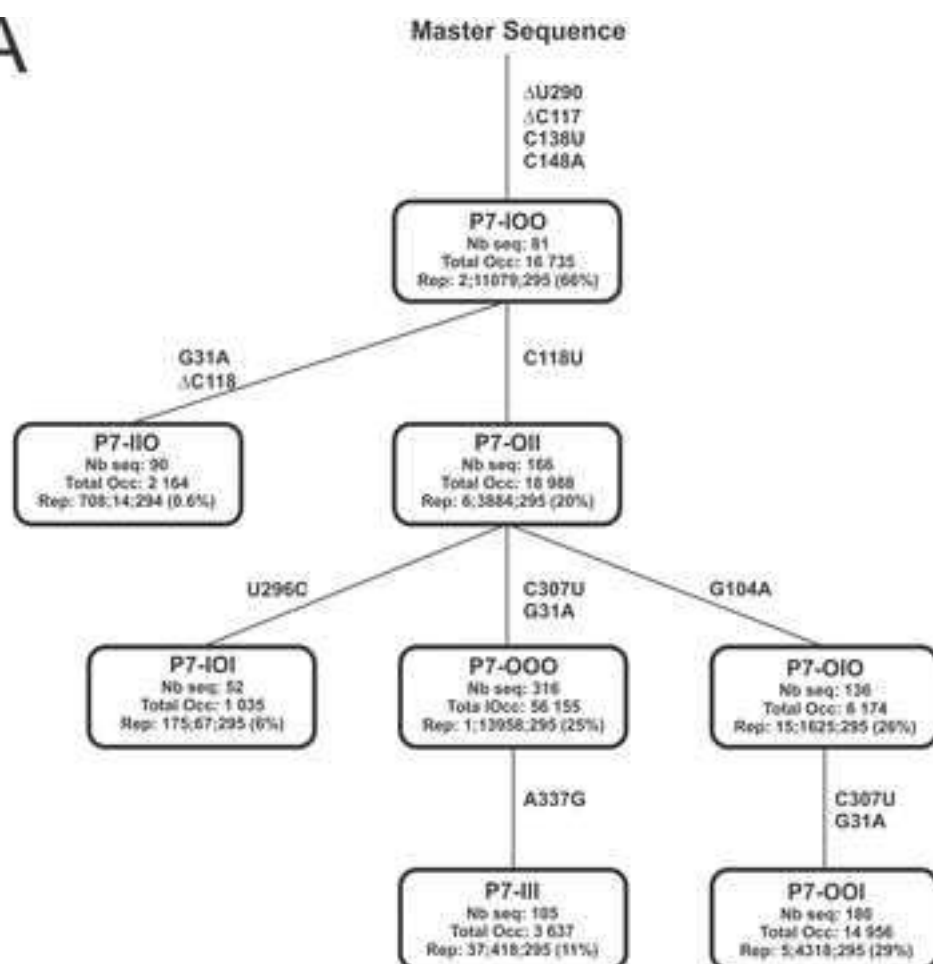 A
Master Sequence
ΔU290
ΔC117
C138U
C148A
P7-IOO
Nb seq: 81
Total Occ: 16 735
Rep: 2;11079;295 (66%)
G31A
ΔC118
C118U
P7-IIO
Nb seq: 90
Total Occ: 2 164
Rep: 708;14;294 (0.6%)
P7-OII
Nb seq: 166
Total Occ: 18 988
Rep: 6;3884;295 (20%)
U296C
C307U
G31A
G104A
P7-IOI
Nb seq: 52
Total Occ: 1 035
Rep: 175;67;295 (6%)
P7-OOO
Nb seq: 316
Tota lOcc: 56 155
Rep: 1;13958;295 (25%)
P7-OIO
Nb seq: 136
Total Occ: 6 174
Rep: 15;1625;295 (26%)
A337G
C307U
G31A
P7-III
Nb seq: 105
Total Occ: 3 637
Rep: 37;418;295 (11%)
P7-OOI
Nb seq: 180
Total Occ: 14 956
Rep: 5;4318;295 (29%)